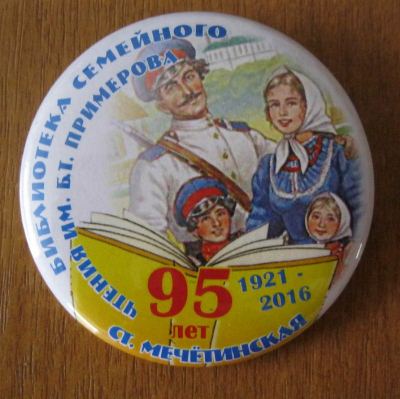 БИБЛИОТЕКА СЕМЕЙНОГО
ЧТЕНИЯ ИМ. Б.Т. ПРИМЕРОВА
95
лет
1921 -
2016
СТ. МЕЧЁТИНСКАЯ